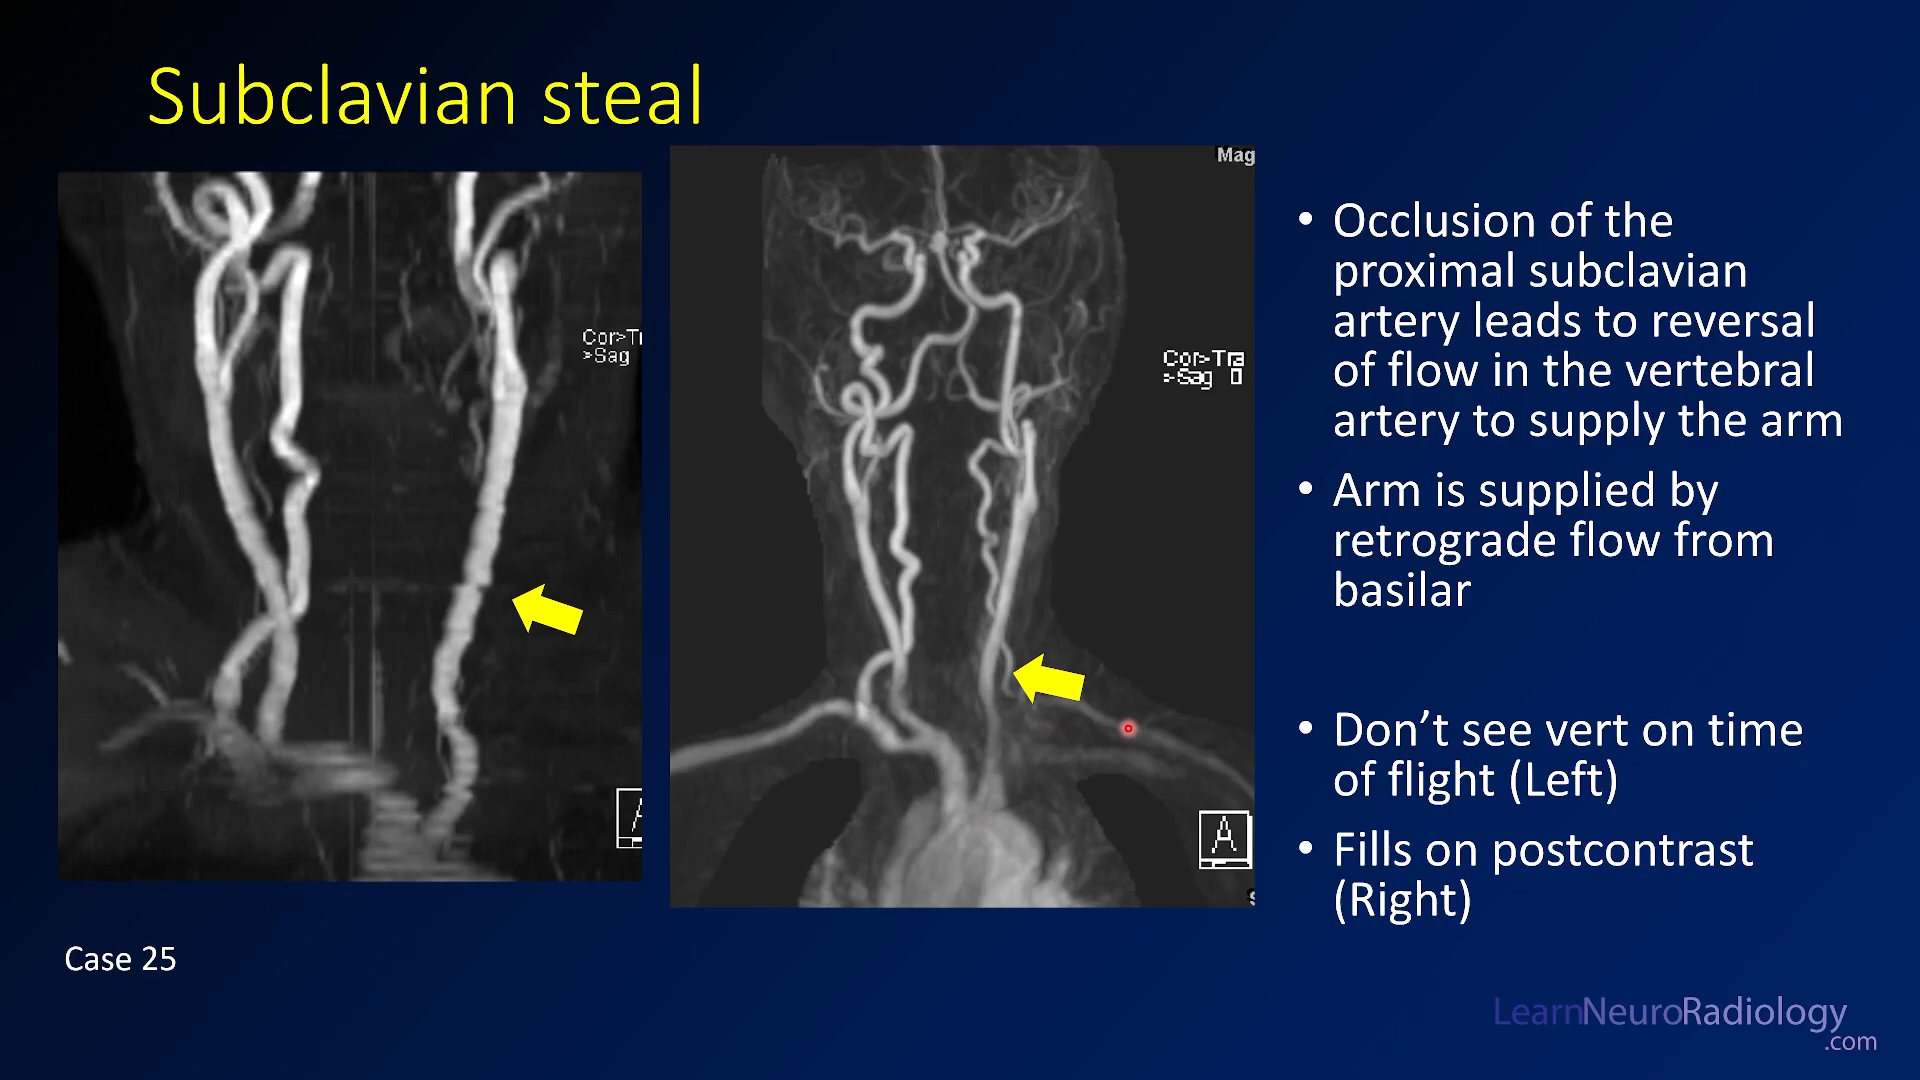 Subclavian steal
Mag
Cor>Tr
>Sag
Cor>Tra
>Sag
A
• Occlusion of the
proximal subclavian
artery leads to reversal
of flow in the vertebral
artery to supply the arm
• Arm is supplied by
retrograde flow from
basilar
• Don’t see vert on time
of flight (Left)
• Fills on postcontrast
(Right)
Case 25
LearnNeuroRadiology
.com